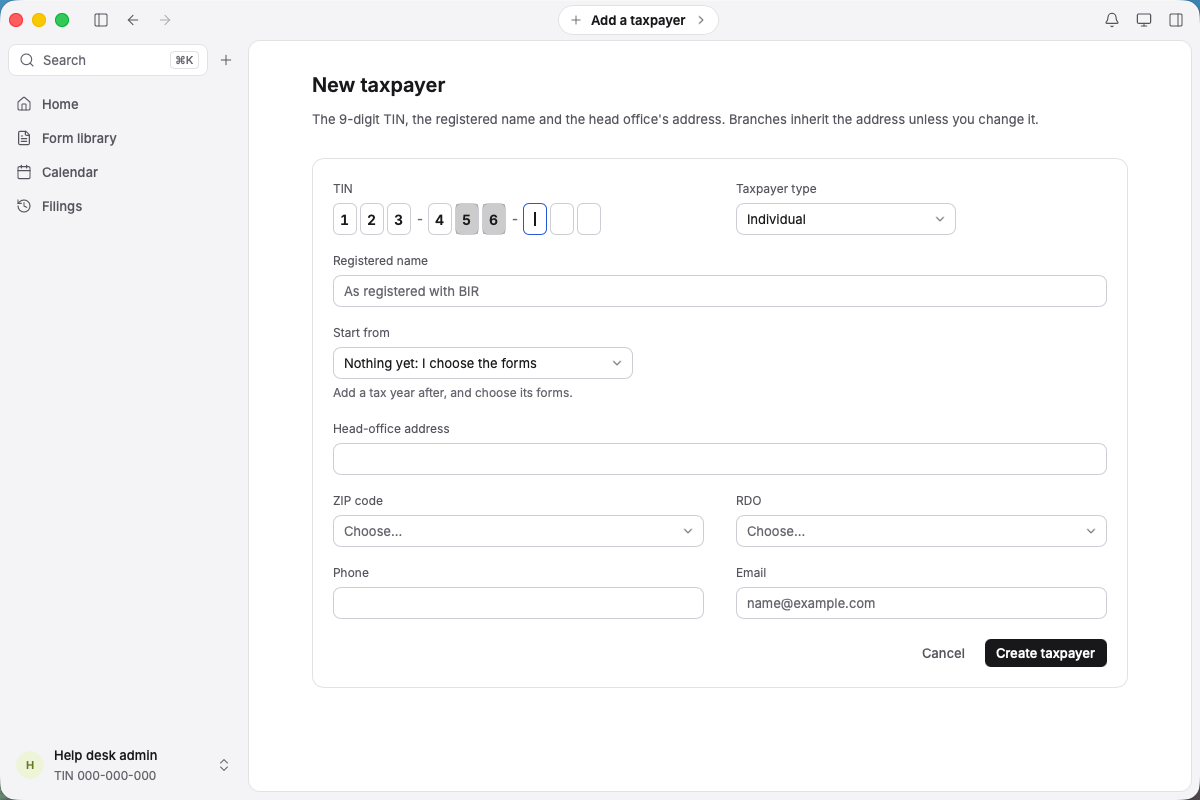 Add a taxpayer
Search ⌘K
Home
Form library
Calendar
Filings
New taxpayer
The 9-digit TIN, the registered name and the head office's address. Branches inherit the address unless you change it.
TIN
1 2 3 - 4 5 6 -
Taxpayer type
Individual
Registered name
As registered with BIR
Start from
Nothing yet: I choose the forms
Add a tax year after, and choose its forms.
Head-office address
ZIP code
Choose...
RDO
Choose...
Phone
Email
name@example.com
Cancel
Create taxpayer
H
Help desk admin
TIN 000-000-000